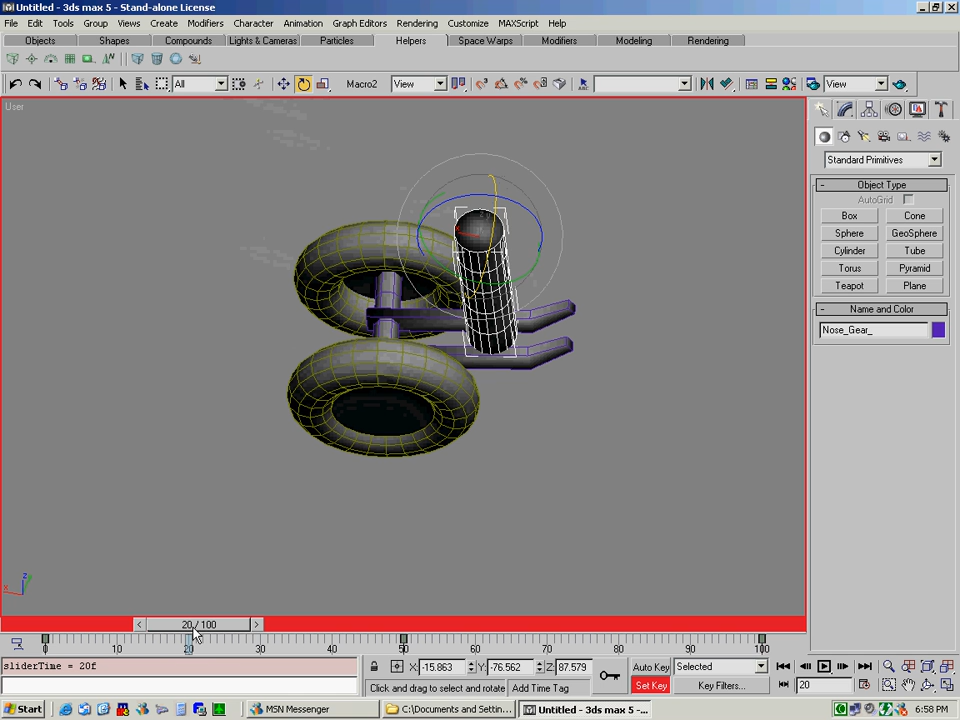 Untitled - 3ds max 5 - Stand-alone License
File Edit Tools Group Views Create Modifiers Character Animation Graph Editors Rendering Customize MAXScript Help
Objects Shapes Compounds Lights & Cameras Particles Helpers Space Warps Modifiers Modeling Rendering
All Macro2 View View
User
Standard Primitives
- Object Type
AutoGrid
Box Cone
Sphere GeoSphere
Cylinder Tube
Torus Pyramid
Teapot Plane
- Name and Color
Nose_Gear_
x z
z y
x
< 20 / 100 >
0 10 20 30 40 50 60 70 80 90 100
sliderTime = 20f
X: -15.863 Y: -76.562 Z: 87.579 Auto Key Selected
Click and drag to select and rotate Add Time Tag Set Key Key Filters... 20
Start MSN Messenger C:\Documents and Settin... Untitled - 3ds max 5 -... 6:58 PM